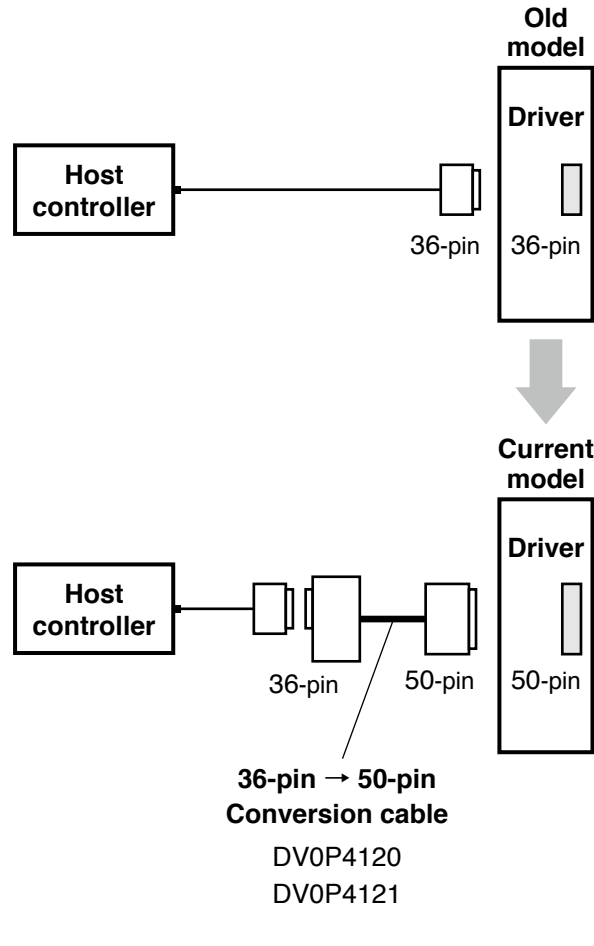 Old
model
Driver
Host
controller
36-pin
36-pin
Current
model
Driver
Host
controller
36-pin
50-pin
50-pin
36-pin → 50-pin
Conversion cable
DV0P4120
DV0P4121